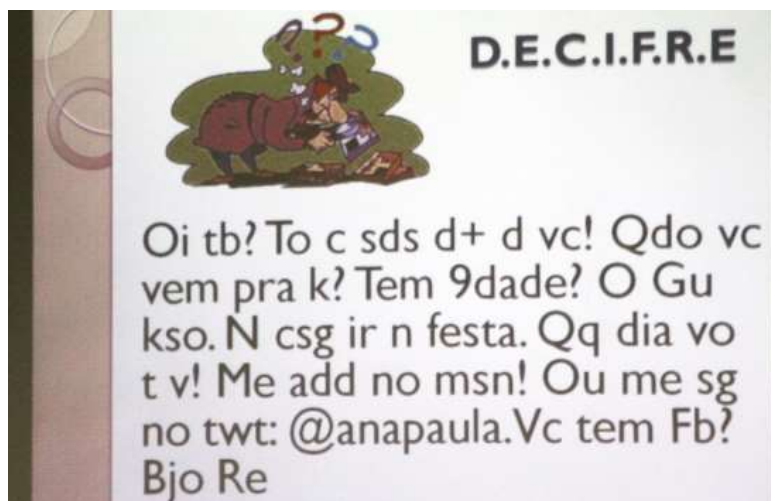 D.E.C.I.F.R.E
Oi tb? To c sds d+ d vc! Qdo vc
vem pra k? Tem 9dade? O Gu
kso. N csg ir n festa. Qq dia vo
t v! Me add no msn! Ou me sg
no twt: @anapaula.Vc tem Fb?
Bjo Re